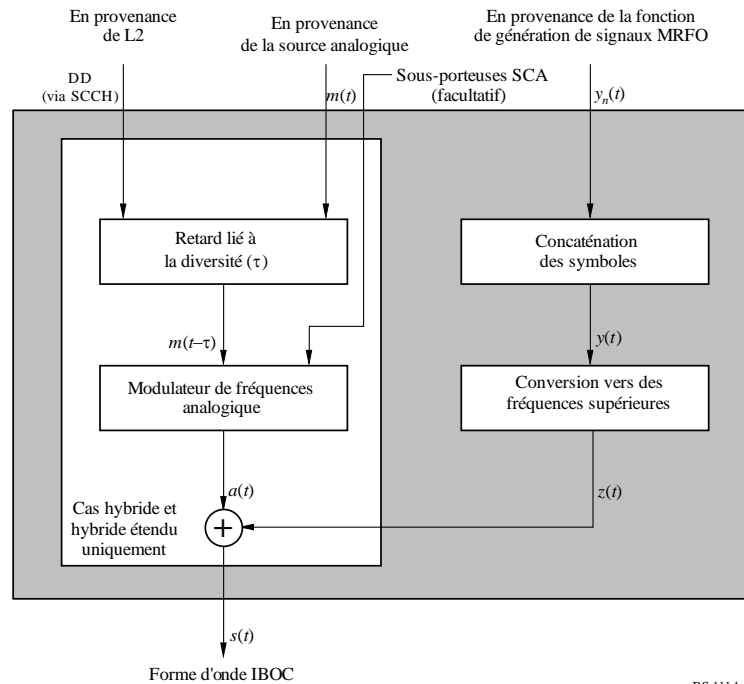 En provenance
de L2
En provenance
de la source analogique
En provenance de la fonction
de génération de signaux MRFO
DD
(via SCCH)
m(t)
Sous-porteuses SCA
(facultatif)
yn(t)
Retard lié à
la diversité (τ)
Concaténation
des symboles
m(t–τ)
y(t)
Modulateur de fréquences
analogique
Conversion vers des
fréquences supérieures
a(t)
z(t)
Cas hybride et
hybride étendu
uniquement
+
s(t)
Forme d'onde IBOC